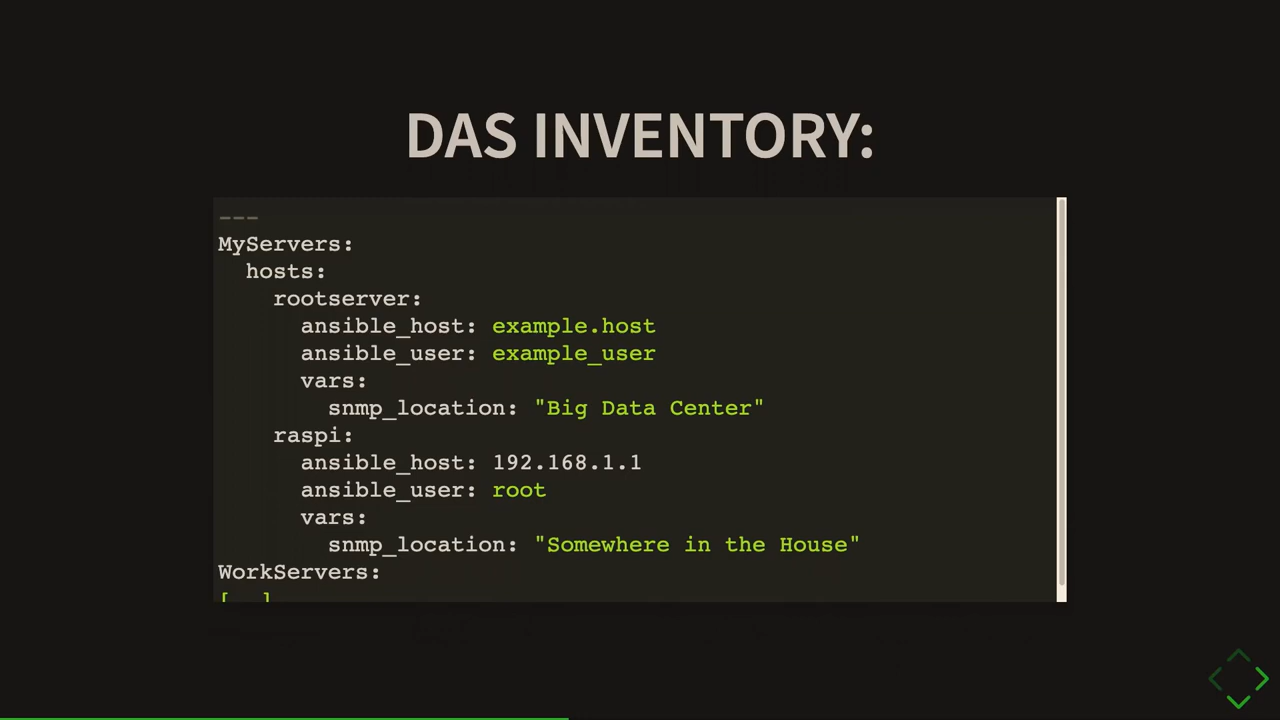 DAS INVENTORY:
---
MyServers:
  hosts:
    rootserver:
      ansible_host: example.host
      ansible_user: example_user
      vars:
        snmp_location: "Big Data Center"
    raspi:
      ansible_host: 192.168.1.1
      ansible_user: root
      vars:
        snmp_location: "Somewhere in the House"
WorkServers: